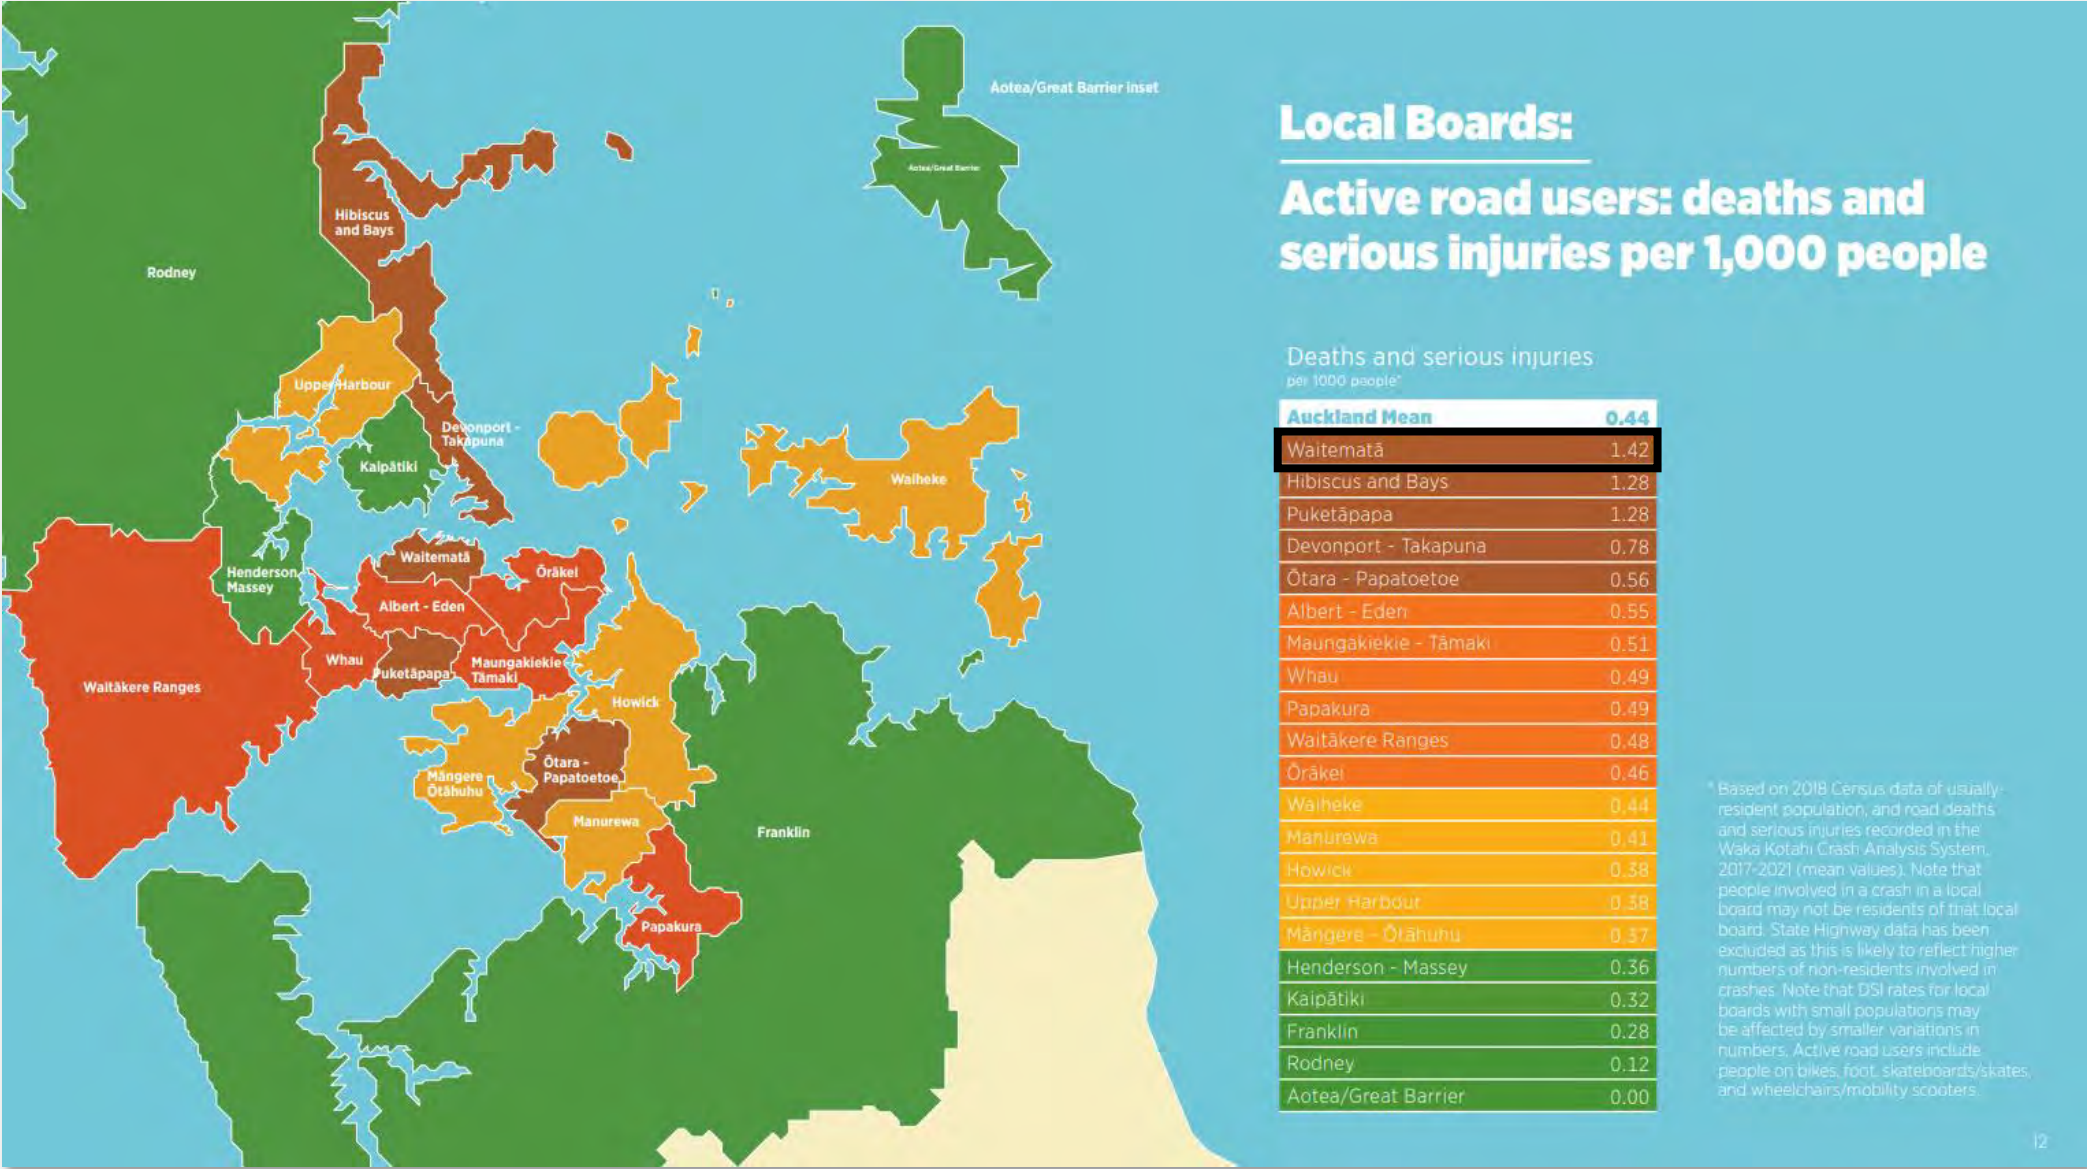 Aotea/Great Barrier inset
Aotea/Great Barrier
Hibiscus
and Bays
Rodney
Upper Harbour
Devonport -
Takapuna
Kaipātiki
Waiheke
Waitematā
Ōrākei
Henderson
Massey
Albert - Eden
Whau
Puketāpapa
Maungakiekie
Tāmaki
Waitākere Ranges
Howick
Ōtara -
Papatoetoe
Māngere
Ōtāhuhu
Manurewa
Franklin
Papakura
Local Boards:
Active road users: deaths and
serious injuries per 1,000 people
Deaths and serious injuries
per 1000 people*
Auckland Mean 0.44
Waitematā 1.42
Hibiscus and Bays 1.28
Puketāpapa 1.28
Devonport - Takapuna 0.78
Ōtara - Papatoetoe 0.56
Albert - Eden 0.55
Maungakiekie - Tāmaki 0.51
Whau 0.49
Papakura 0.49
Waitākere Ranges 0.48
Ōrākei 0.46
Waiheke 0.44
Manurewa 0.41
Howick 0.38
Upper Harbour 0.38
Māngere - Ōtāhuhu 0.37
Henderson - Massey 0.36
Kaipātiki 0.32
Franklin 0.28
Rodney 0.12
Aotea/Great Barrier 0.00
* Based on 2018 Census data of usually
resident population, and road deaths
and serious injuries recorded in the
Waka Kotahi Crash Analysis System,
2017-2021 (mean values). Note that
people involved in a crash in a local
board may not be residents of that local
board. State Highway data has been
excluded as this is likely to reflect higher
numbers of non-residents involved in
crashes. Note that DSI rates for local
boards with small populations may
be affected by smaller variations in
numbers. Active road users include
people on bikes, foot, skateboards/skates,
and wheelchairs/mobility scooters.
12